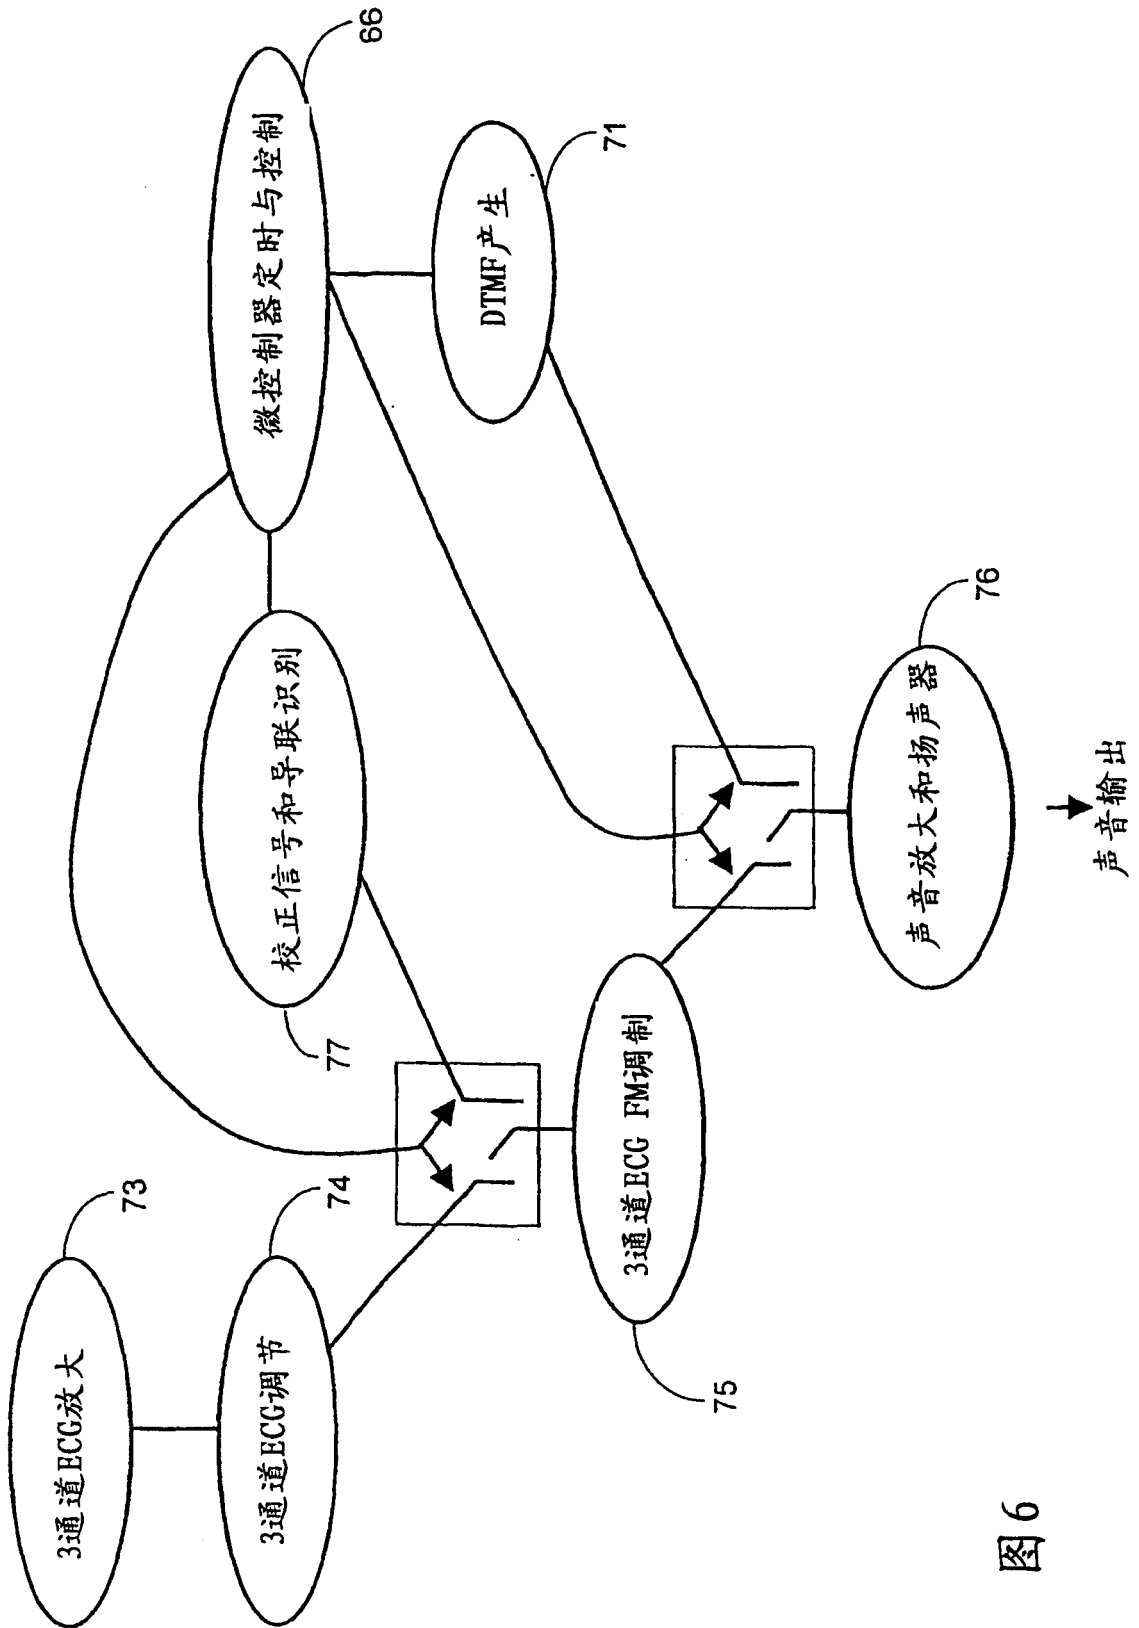 3通道ECG放大
73
3通道ECG调节
74
校正信号和导联识别
77
微控制器定时与控制
66
DTMF产生
71
3通道ECG FM调制
75
声音放大和扬声器
76
声音输出
图6